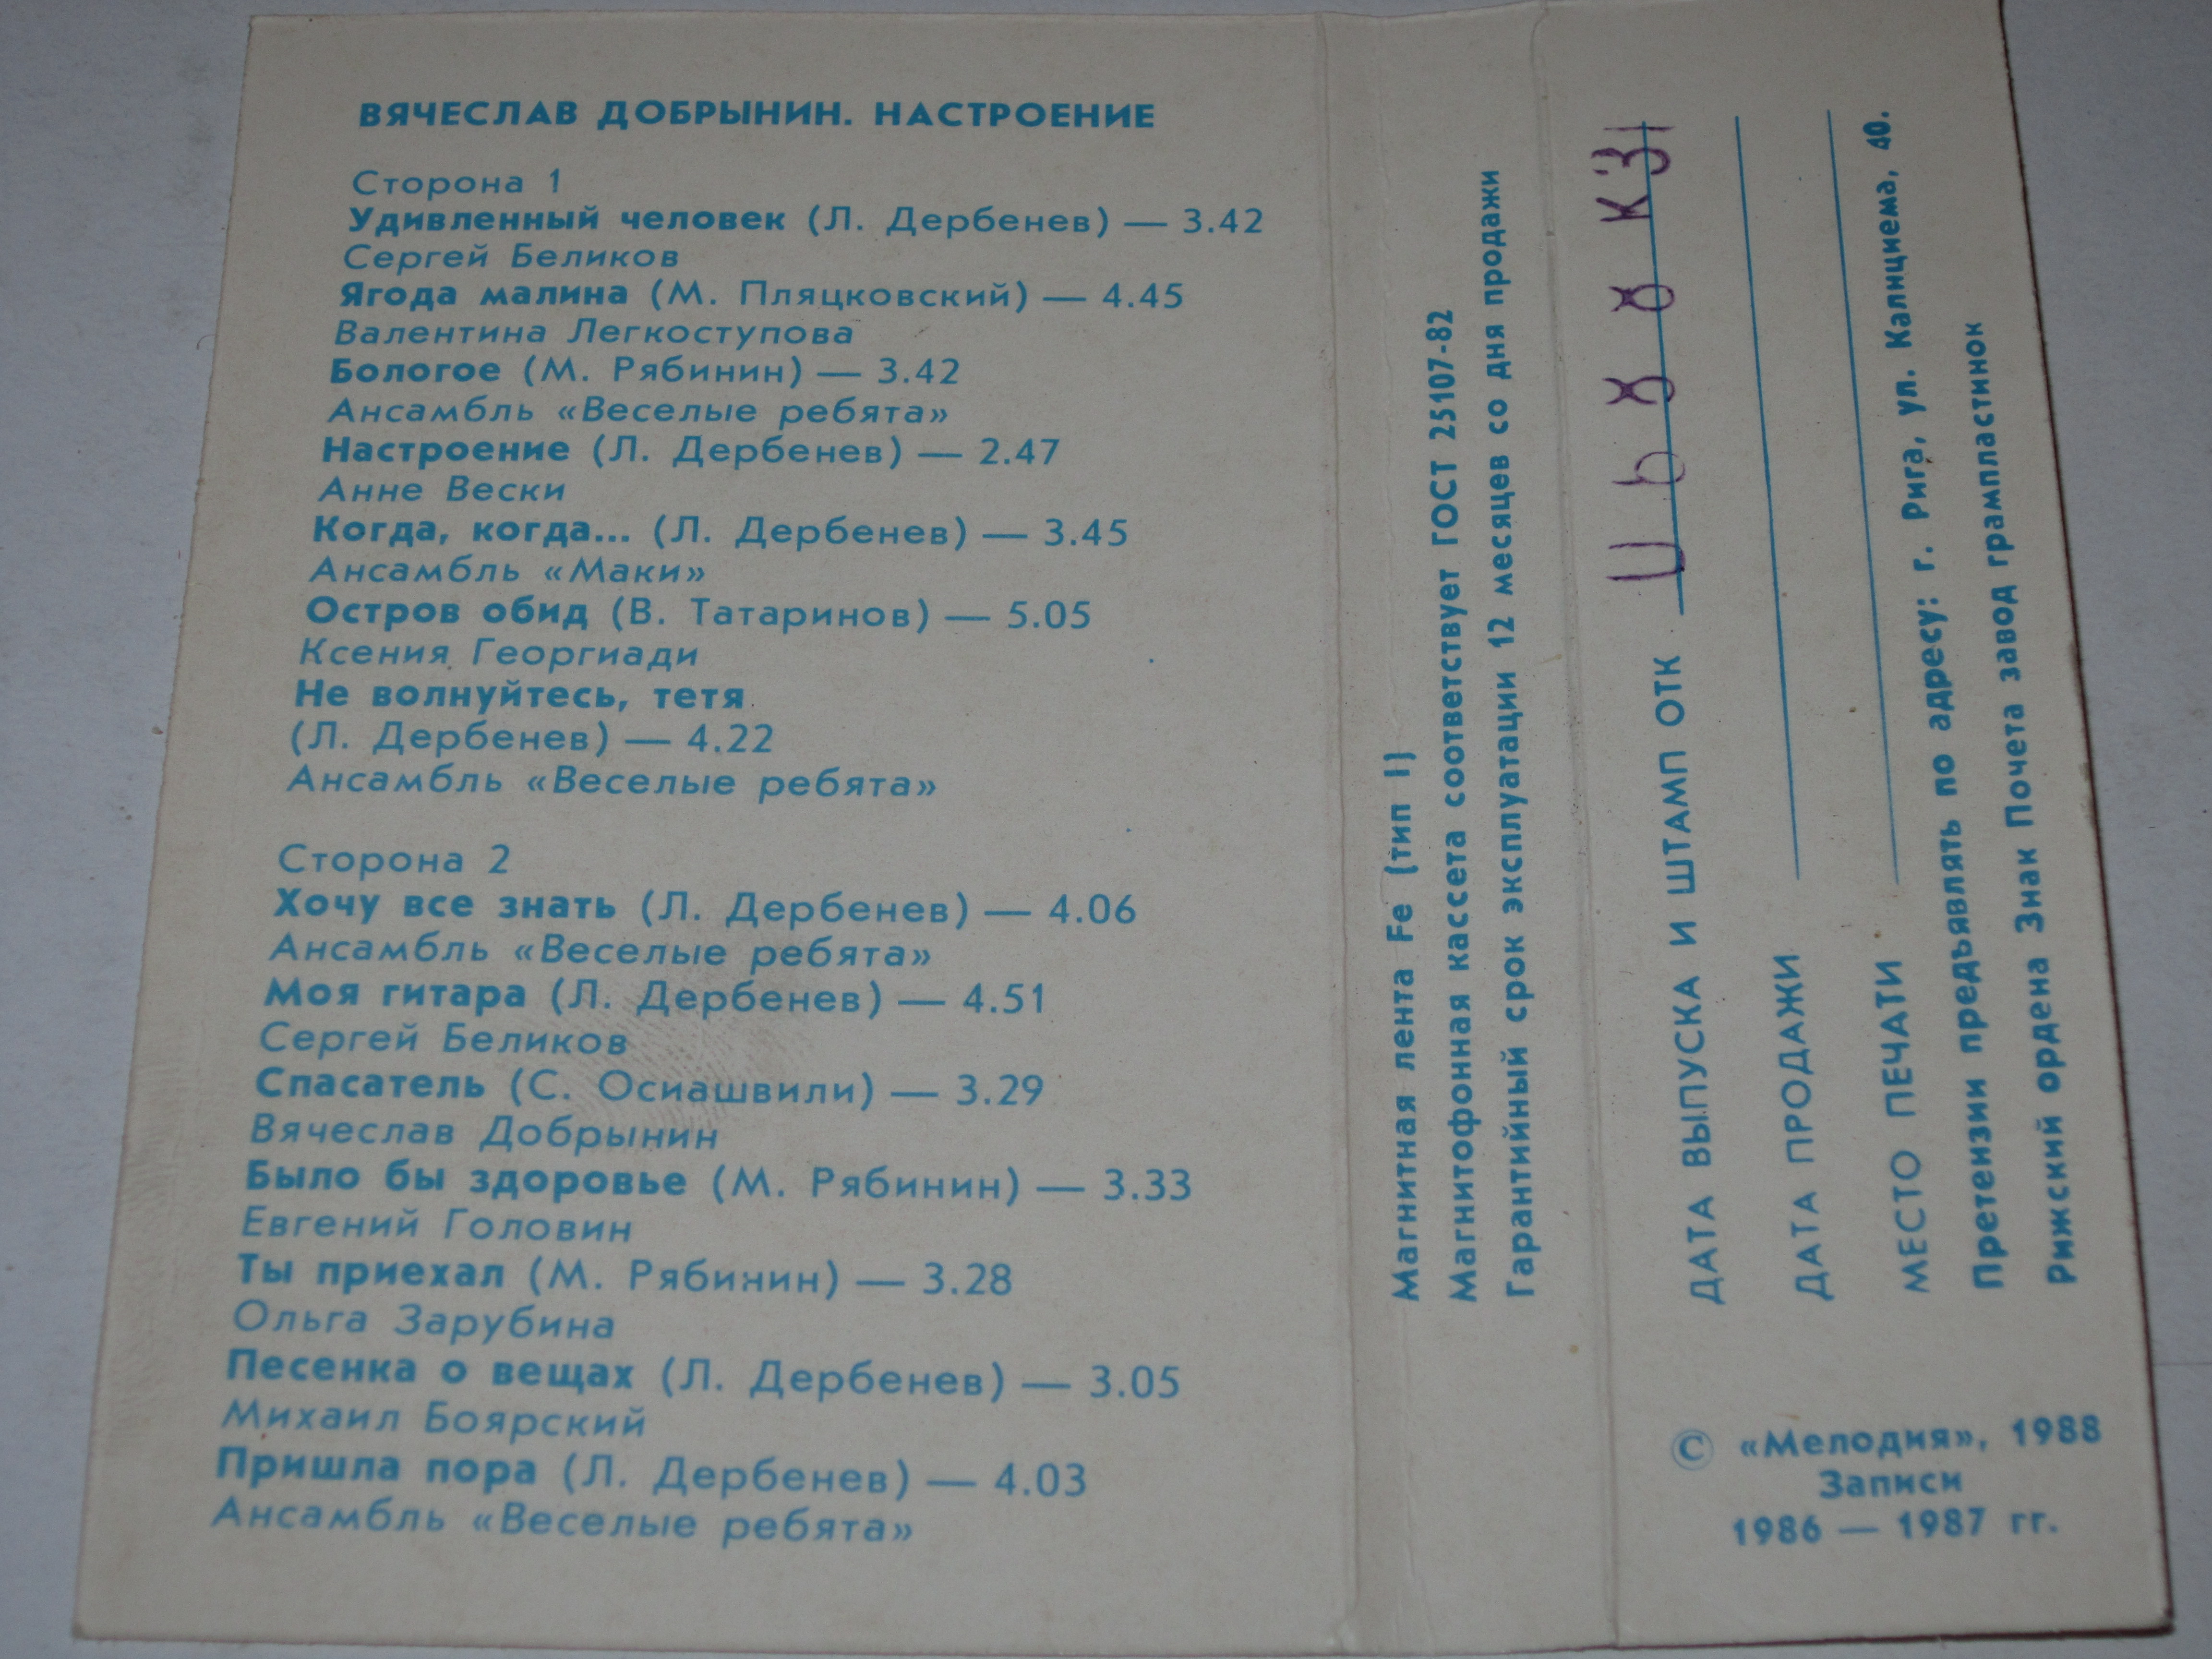 ВЯЧЕСЛАВ ДОБРЫНИН. НАСТРОЕНИЕ
Сторона 1
Удивленный человек (Л. Дербенев) — 3.42
Сергей Беликов
Ягода малина (М. Пляцковский) — 4.45
Валентина Легкоступова
Бологое (М. Рябинин) — 3.42
Ансамбль «Веселые ребята»
Настроение (Л. Дербенев) — 2.47
Анне Вески
Когда, когда... (Л. Дербенев) — 3.45
Ансамбль «Маки»
Остров обид (В. Татаринов) — 5.05
Ксения Георгиади
Не волнуйтесь, тетя
(Л. Дербенев) — 4.22
Ансамбль «Веселые ребята»
Сторона 2
Хочу все знать (Л. Дербенев) — 4.06
Ансамбль «Веселые ребята»
Моя гитара (Л. Дербенев) — 4.51
Сергей Беликов
Спасатель (С. Осиашвили) — 3.29
Вячеслав Добрынин
Было бы здоровье (М. Рябинин) — 3.33
Евгений Головин
Ты приехал (М. Рябинин) — 3.28
Ольга Зарубина
Песенка о вещах (Л. Дербенев) — 3.05
Михаил Боярский
Пришла пора (Л. Дербенев) — 4.03
Ансамбль «Веселые ребята»
Магнитная лента Fe (тип I)
Магнитофонная кассета соответствует ГОСТ 25107-82
Гарантийный срок эксплуатации 12 месяцев со дня продажи
ДАТА ВЫПУСКА И ШТАМП ОТК
ДАТА ПРОДАЖИ
МЕСТО ПЕЧАТИ
Претензии предъявлять по адресу: г. Рига, ул. Калнциема, 40.
Рижский ордена Знак Почета завод грампластинок
© «Мелодия», 1988
Записи
1986 — 1987 гг.